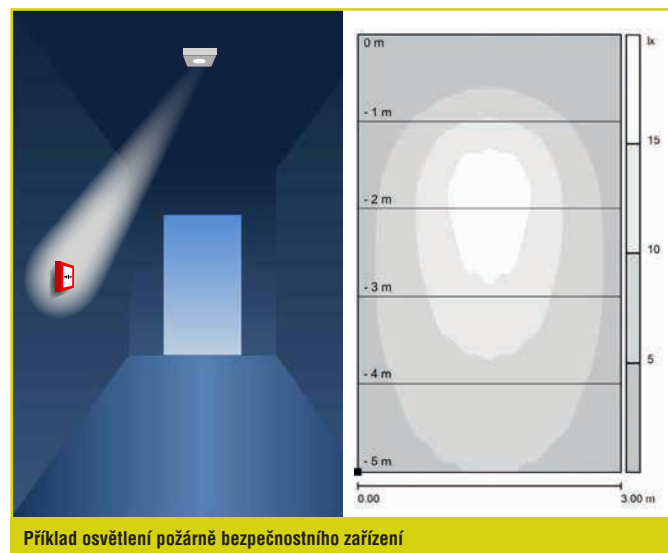 0 m
- 1 m
- 2 m
- 3 m
- 4 m
- 5 m
lx
15
10
5
0.00
3.00 m
Příklad osvětlení požárně bezpečnostního zařízení